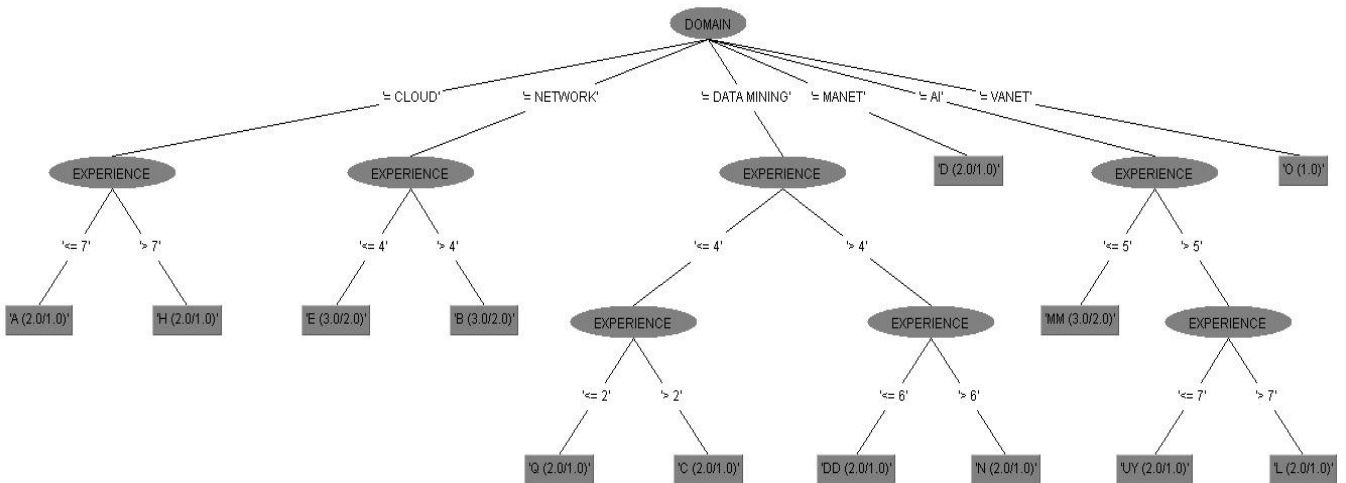 DOMAIN
'= CLOUD' '= NETWORK' '= DATA MINING' '= MANET' '= AI' '= VANET'
EXPERIENCE EXPERIENCE EXPERIENCE 'D (2.0/1.0)' EXPERIENCE 'O (1.0)'
'<= 7' '> 7' '<= 4' '> 4' '<= 4' '> 4' '<= 5' '> 5'
'A (2.0/1.0)' 'H (2.0/1.0)' 'E (3.0/2.0)' 'B (3.0/2.0)' EXPERIENCE EXPERIENCE 'MM (3.0/2.0)' EXPERIENCE
'<= 2' '> 2' '<= 6' '> 6' '<= 7' '> 7'
'Q (2.0/1.0)' 'C (2.0/1.0)' 'DD (2.0/1.0)' 'N (2.0/1.0)' 'UY (2.0/1.0)' 'L (2.0/1.0)'